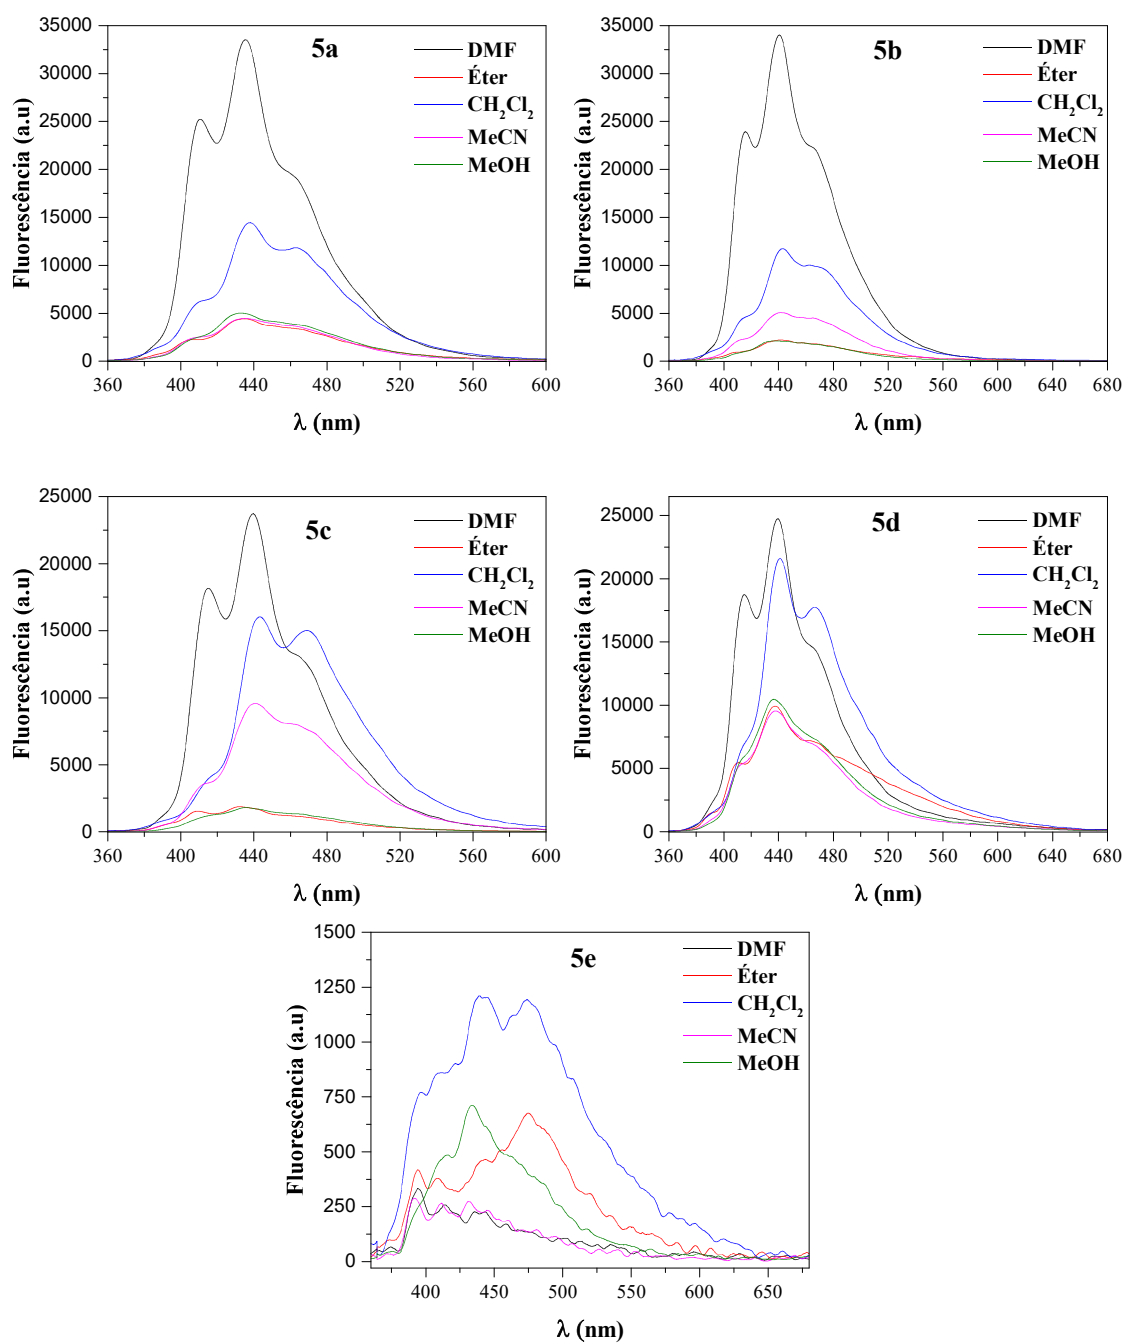 5a
DMF
Éter
CH₂Cl₂
MeCN
MeOH
35000
30000
25000
20000
15000
10000
5000
0
360 400 440 480 520 560 600
Fluorescência (a.u)
λ (nm)
5b
DMF
Éter
CH₂Cl₂
MeCN
MeOH
35000
30000
25000
20000
15000
10000
5000
0
360 400 440 480 520 560 600 640 680
Fluorescência (a.u)
λ (nm)
5c
DMF
Éter
CH₂Cl₂
MeCN
MeOH
25000
20000
15000
10000
5000
0
360 400 440 480 520 560 600
Fluorescência (a.u)
λ (nm)
5d
DMF
Éter
CH₂Cl₂
MeCN
MeOH
25000
20000
15000
10000
5000
0
360 400 440 480 520 560 600 640 680
Fluorescência (a.u)
λ (nm)
5e
DMF
Éter
CH₂Cl₂
MeCN
MeOH
1500
1250
1000
750
500
250
0
400 450 500 550 600 650
Fluorescência (a.u)
λ (nm)